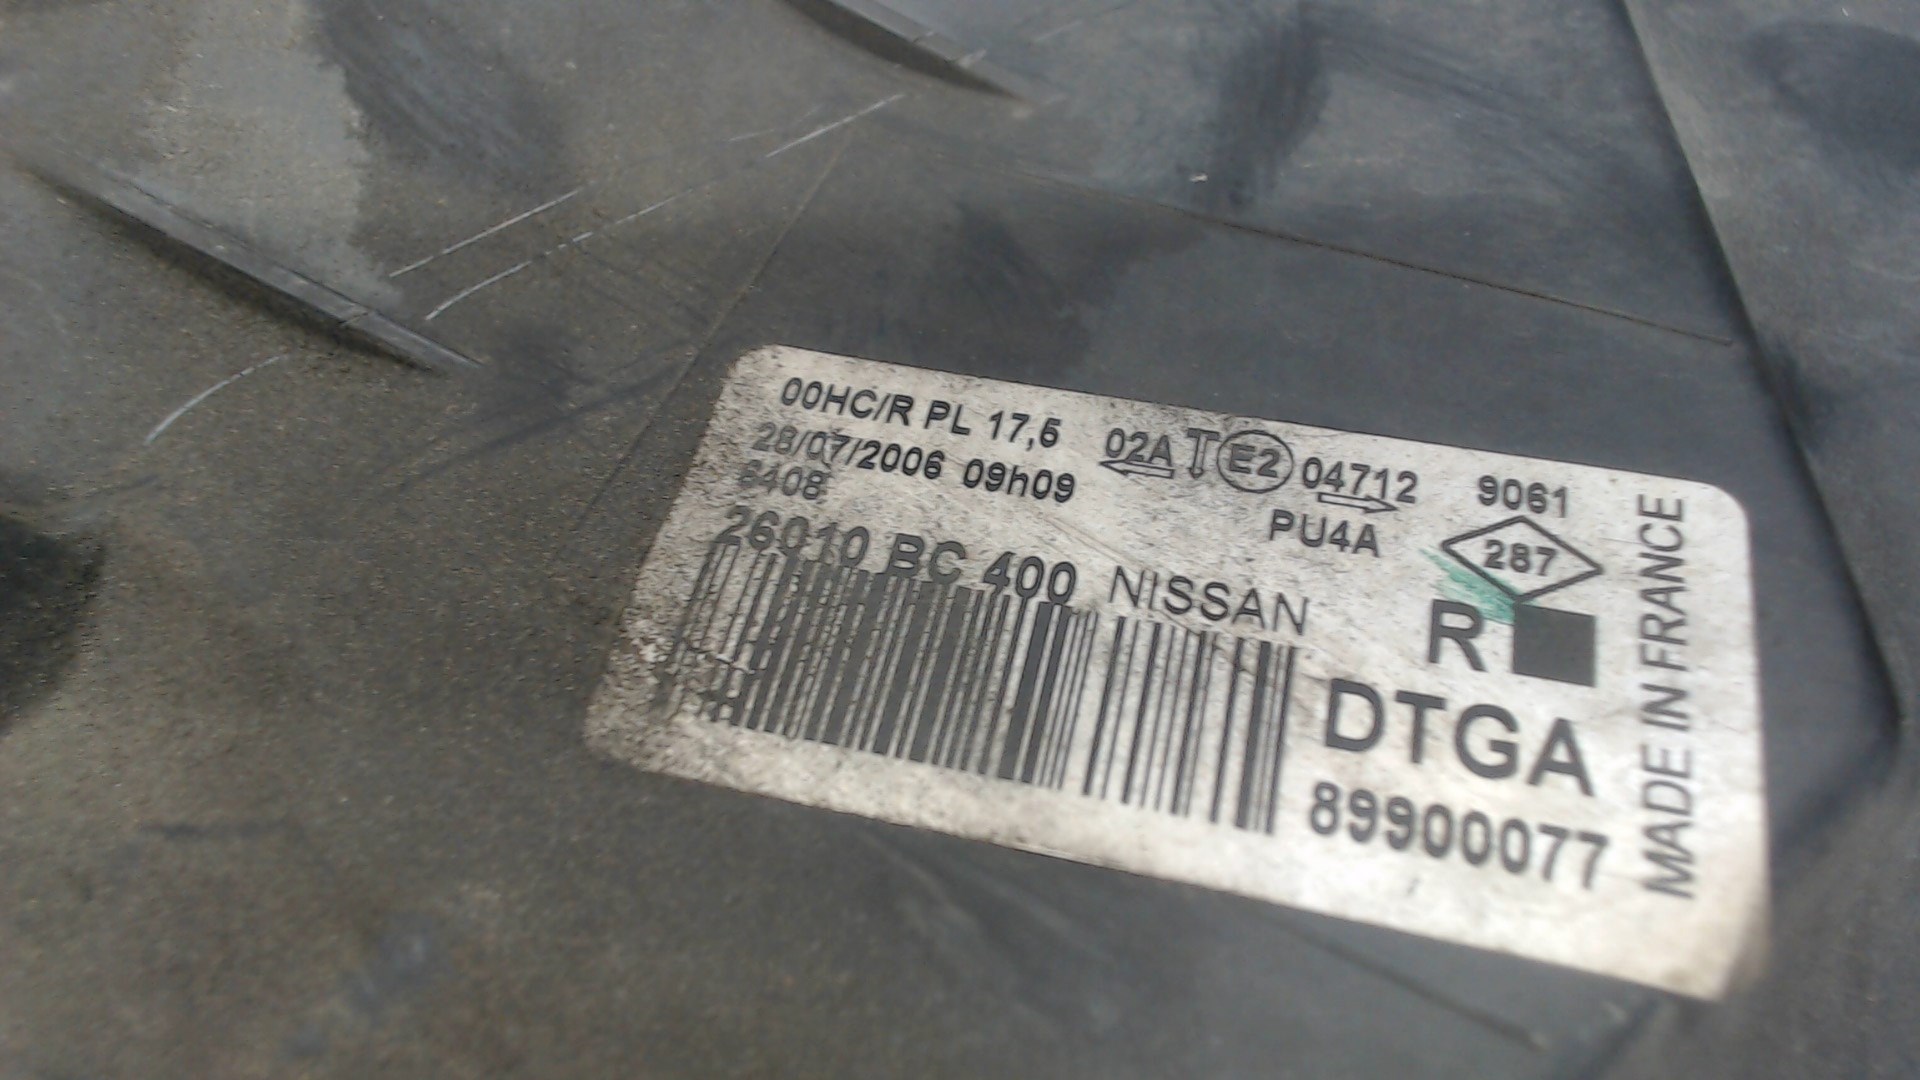 00HC/R PL 17,5
28/07/2006 09h09
6408
02A E2 04712
PU4A
9061
287
26010 BC 400 NISSAN
R
DTGA
89900077
MADE IN FRANCE